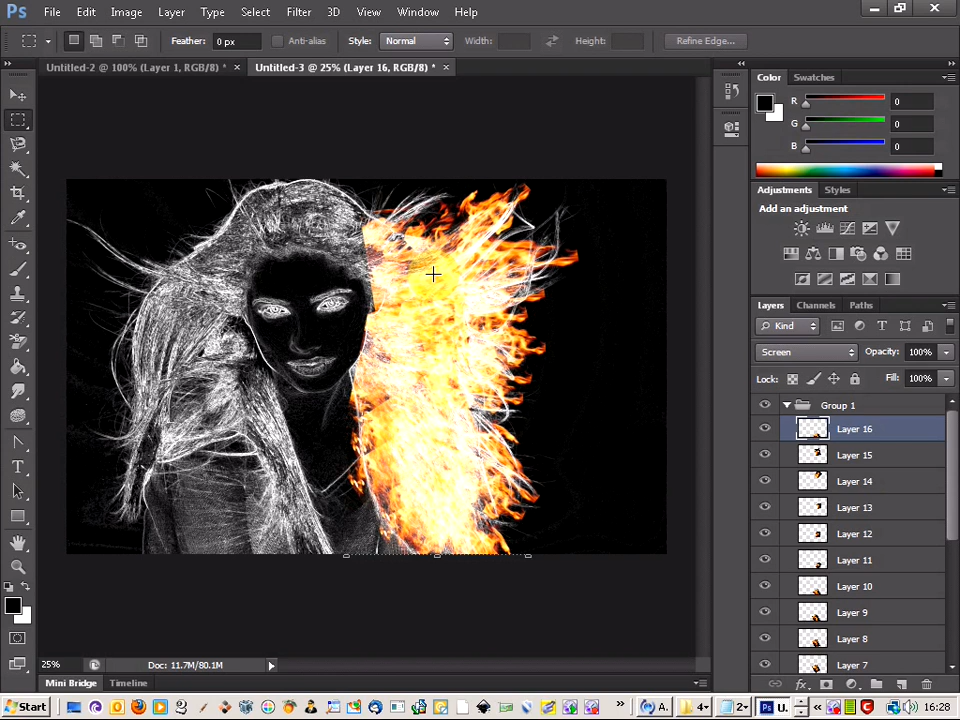 Ps File Edit Image Layer Type Select Filter 3D View Window Help
Feather: 0 px Anti-alias Style: Normal Width: Height: Refine Edge...
Untitled-2 @ 100% (Layer 1, RGB/8) * × Untitled-3 @ 25% (Layer 16, RGB/8) * ×
Color Swatches
R 0
G 0
B 0
Adjustments Styles
Add an adjustment
Layers Channels Paths
Kind
Screen Opacity: 100%
Lock: Fill: 100%
Group 1
Layer 16
Layer 15
Layer 14
Layer 13
Layer 12
Layer 11
Layer 10
Layer 9
Layer 8
Layer 7
25% Doc: 11.7M/80.1M
Mini Bridge Timeline
Start A. 4 2 Ps U. 16:28